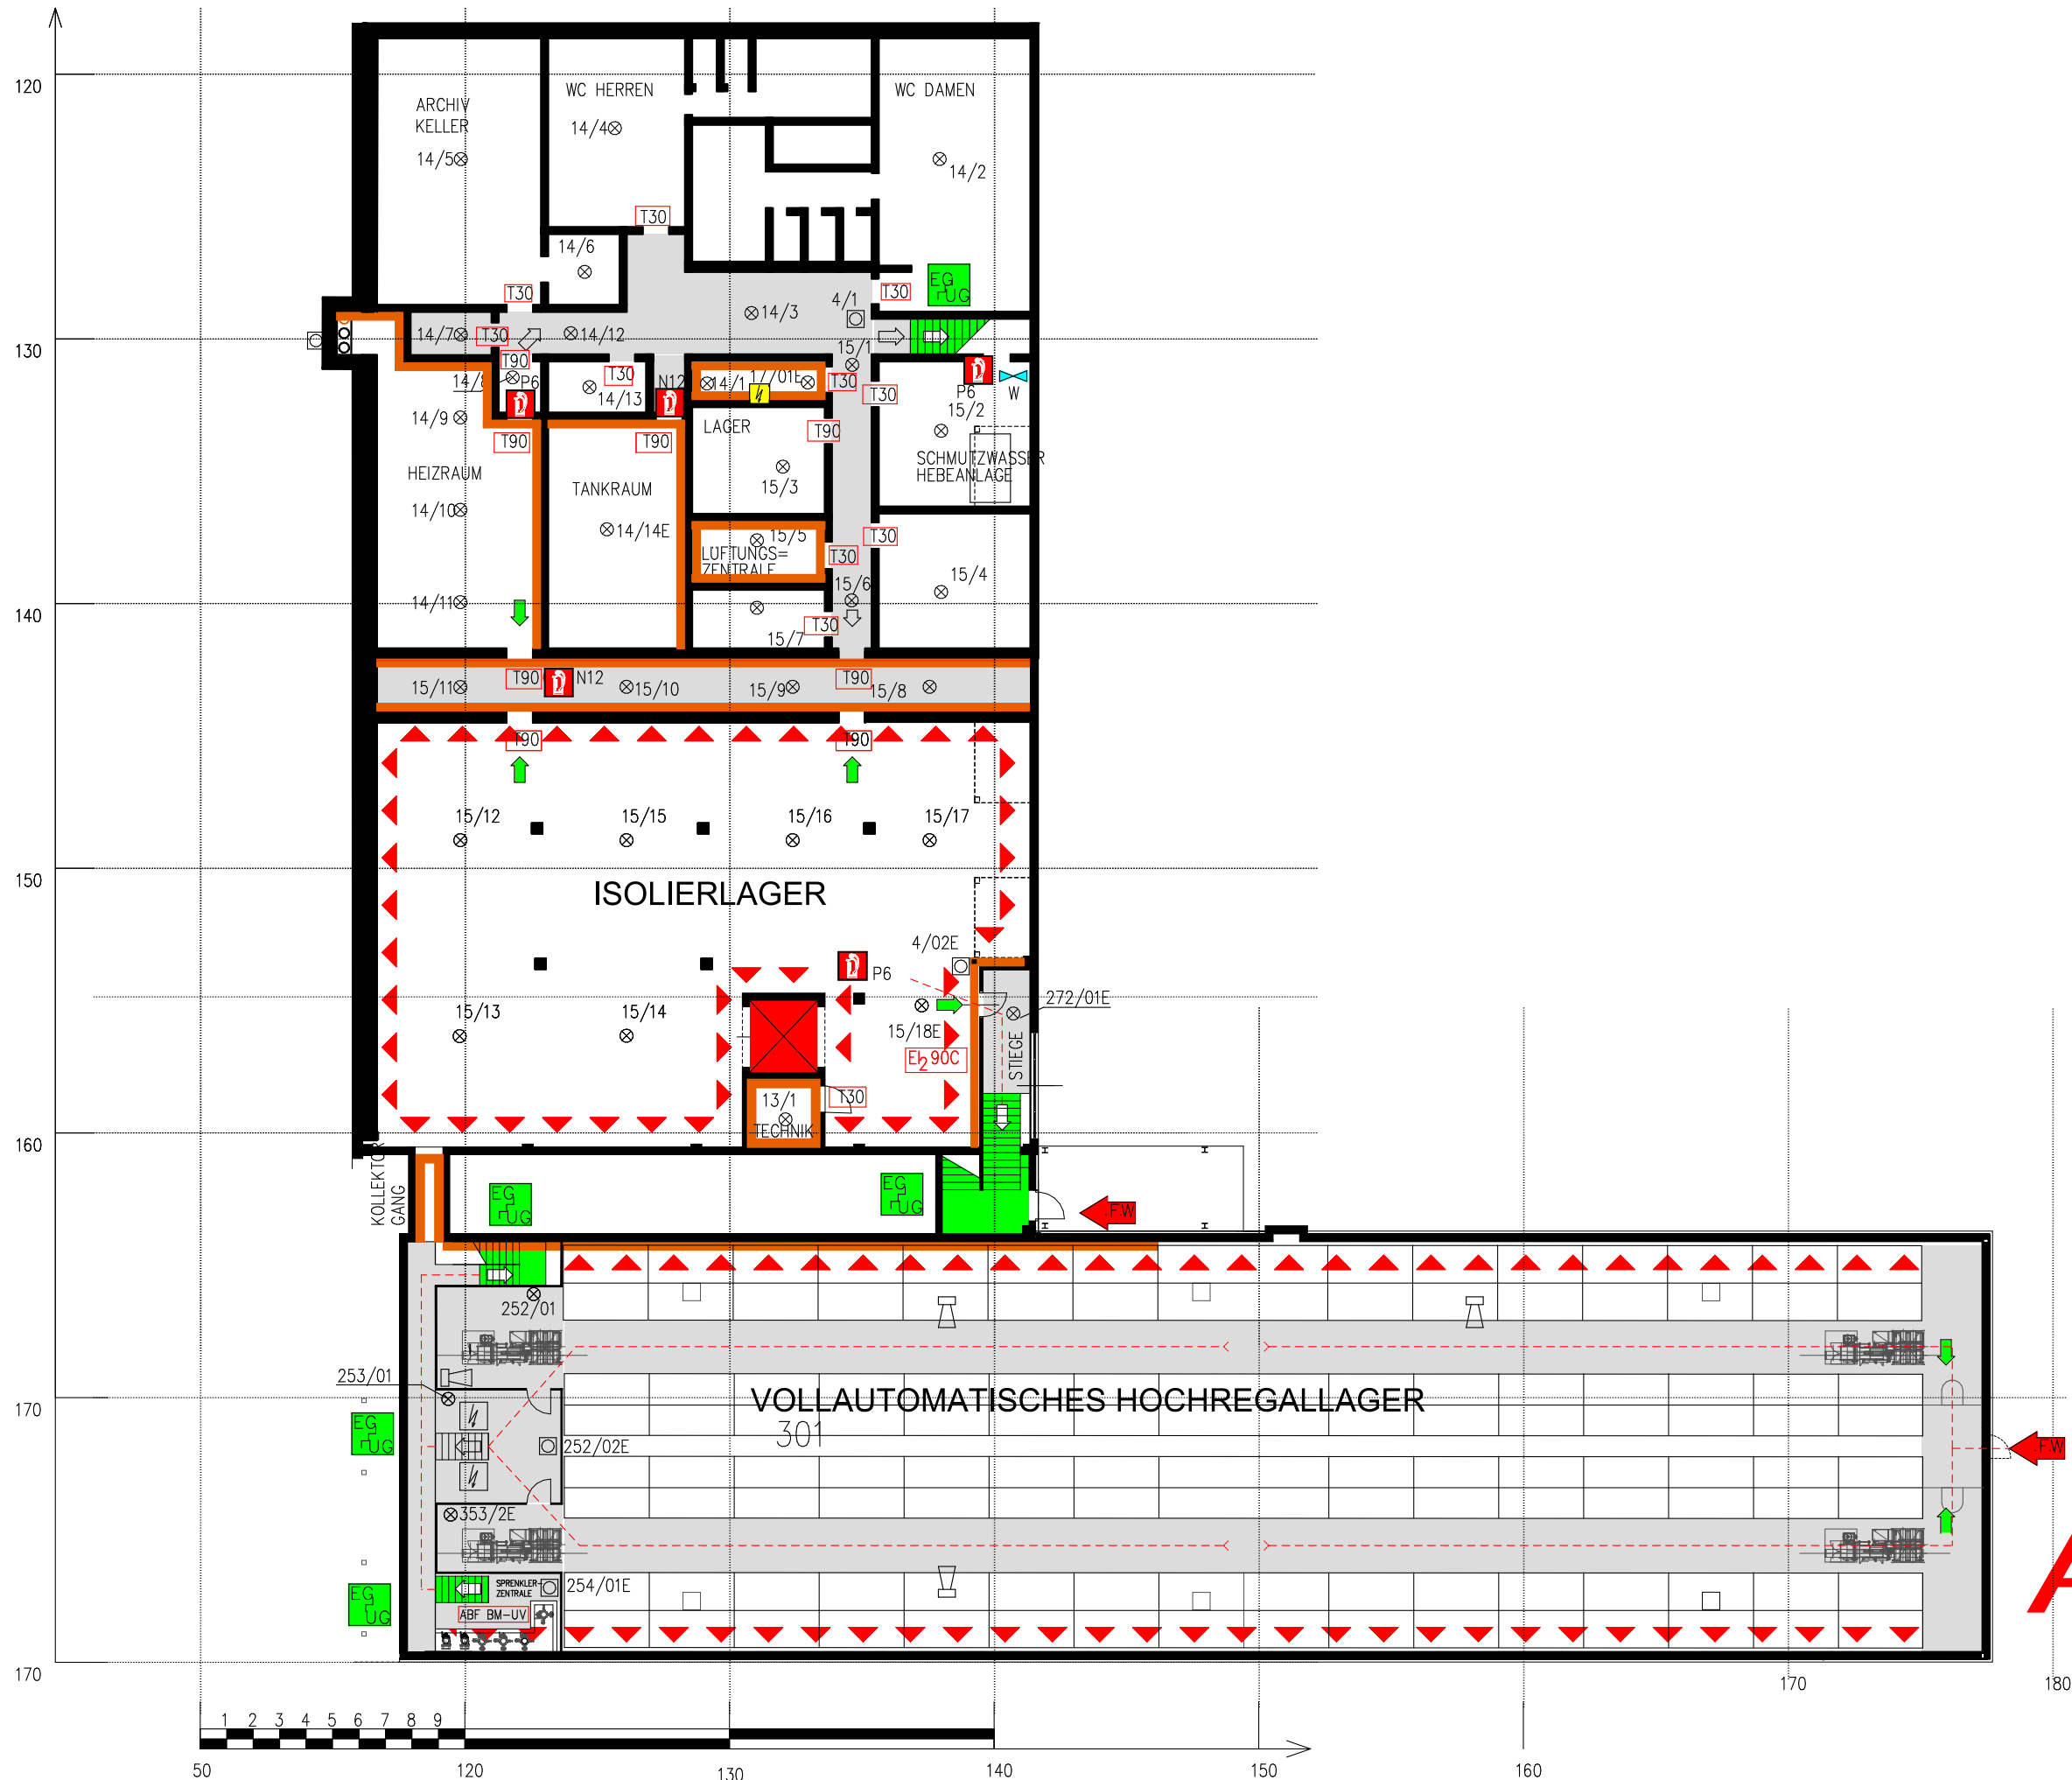 120
ARCHIV
KELLER
14/5
WC HERREN
14/4
WC DAMEN
14/2
T30
14/6
T30
EG
UG
T30
4/1
14/3
14/7
T30
14/12
15/1
130
T90
P6
14/13
T30
N12
14/1
T30
T30
P6
W
15/2
14/9
T90
T90
LAGER
T90
HEIZRAUM
TANKRAUM
SCHMUTZWASSER
HEBEANLAGE
15/3
14/10
14/14E
15/5
T30
LÜFTUNGS=
ZENTRALE
T30
15/6
15/4
14/11
140
T30
15/7
T90
N12
T90
15/11
15/10
15/9
15/8
T90
T90
15/12
15/15
15/16
15/17
150
ISOLIERLAGER
4/02E
P6
15/13
15/14
15/18E
272/01E
EI₂90C
STIEGE
13/1
T30
TECHNIK
160
KOLLEKTOR
GANG
EG
UG
EG
UG
F.W
252/01
253/01
VOLLAUTOMATISCHES HOCHREGALLAGER
301
170
EG
UG
252/02E
F.W
353/2E
SPRENKLER-
ZENTRALE
254/01E
EG
UG
ABF BM-UV
A
170
170
180
1 2 3 4 5 6 7 8 9
50
120
130
140
150
160